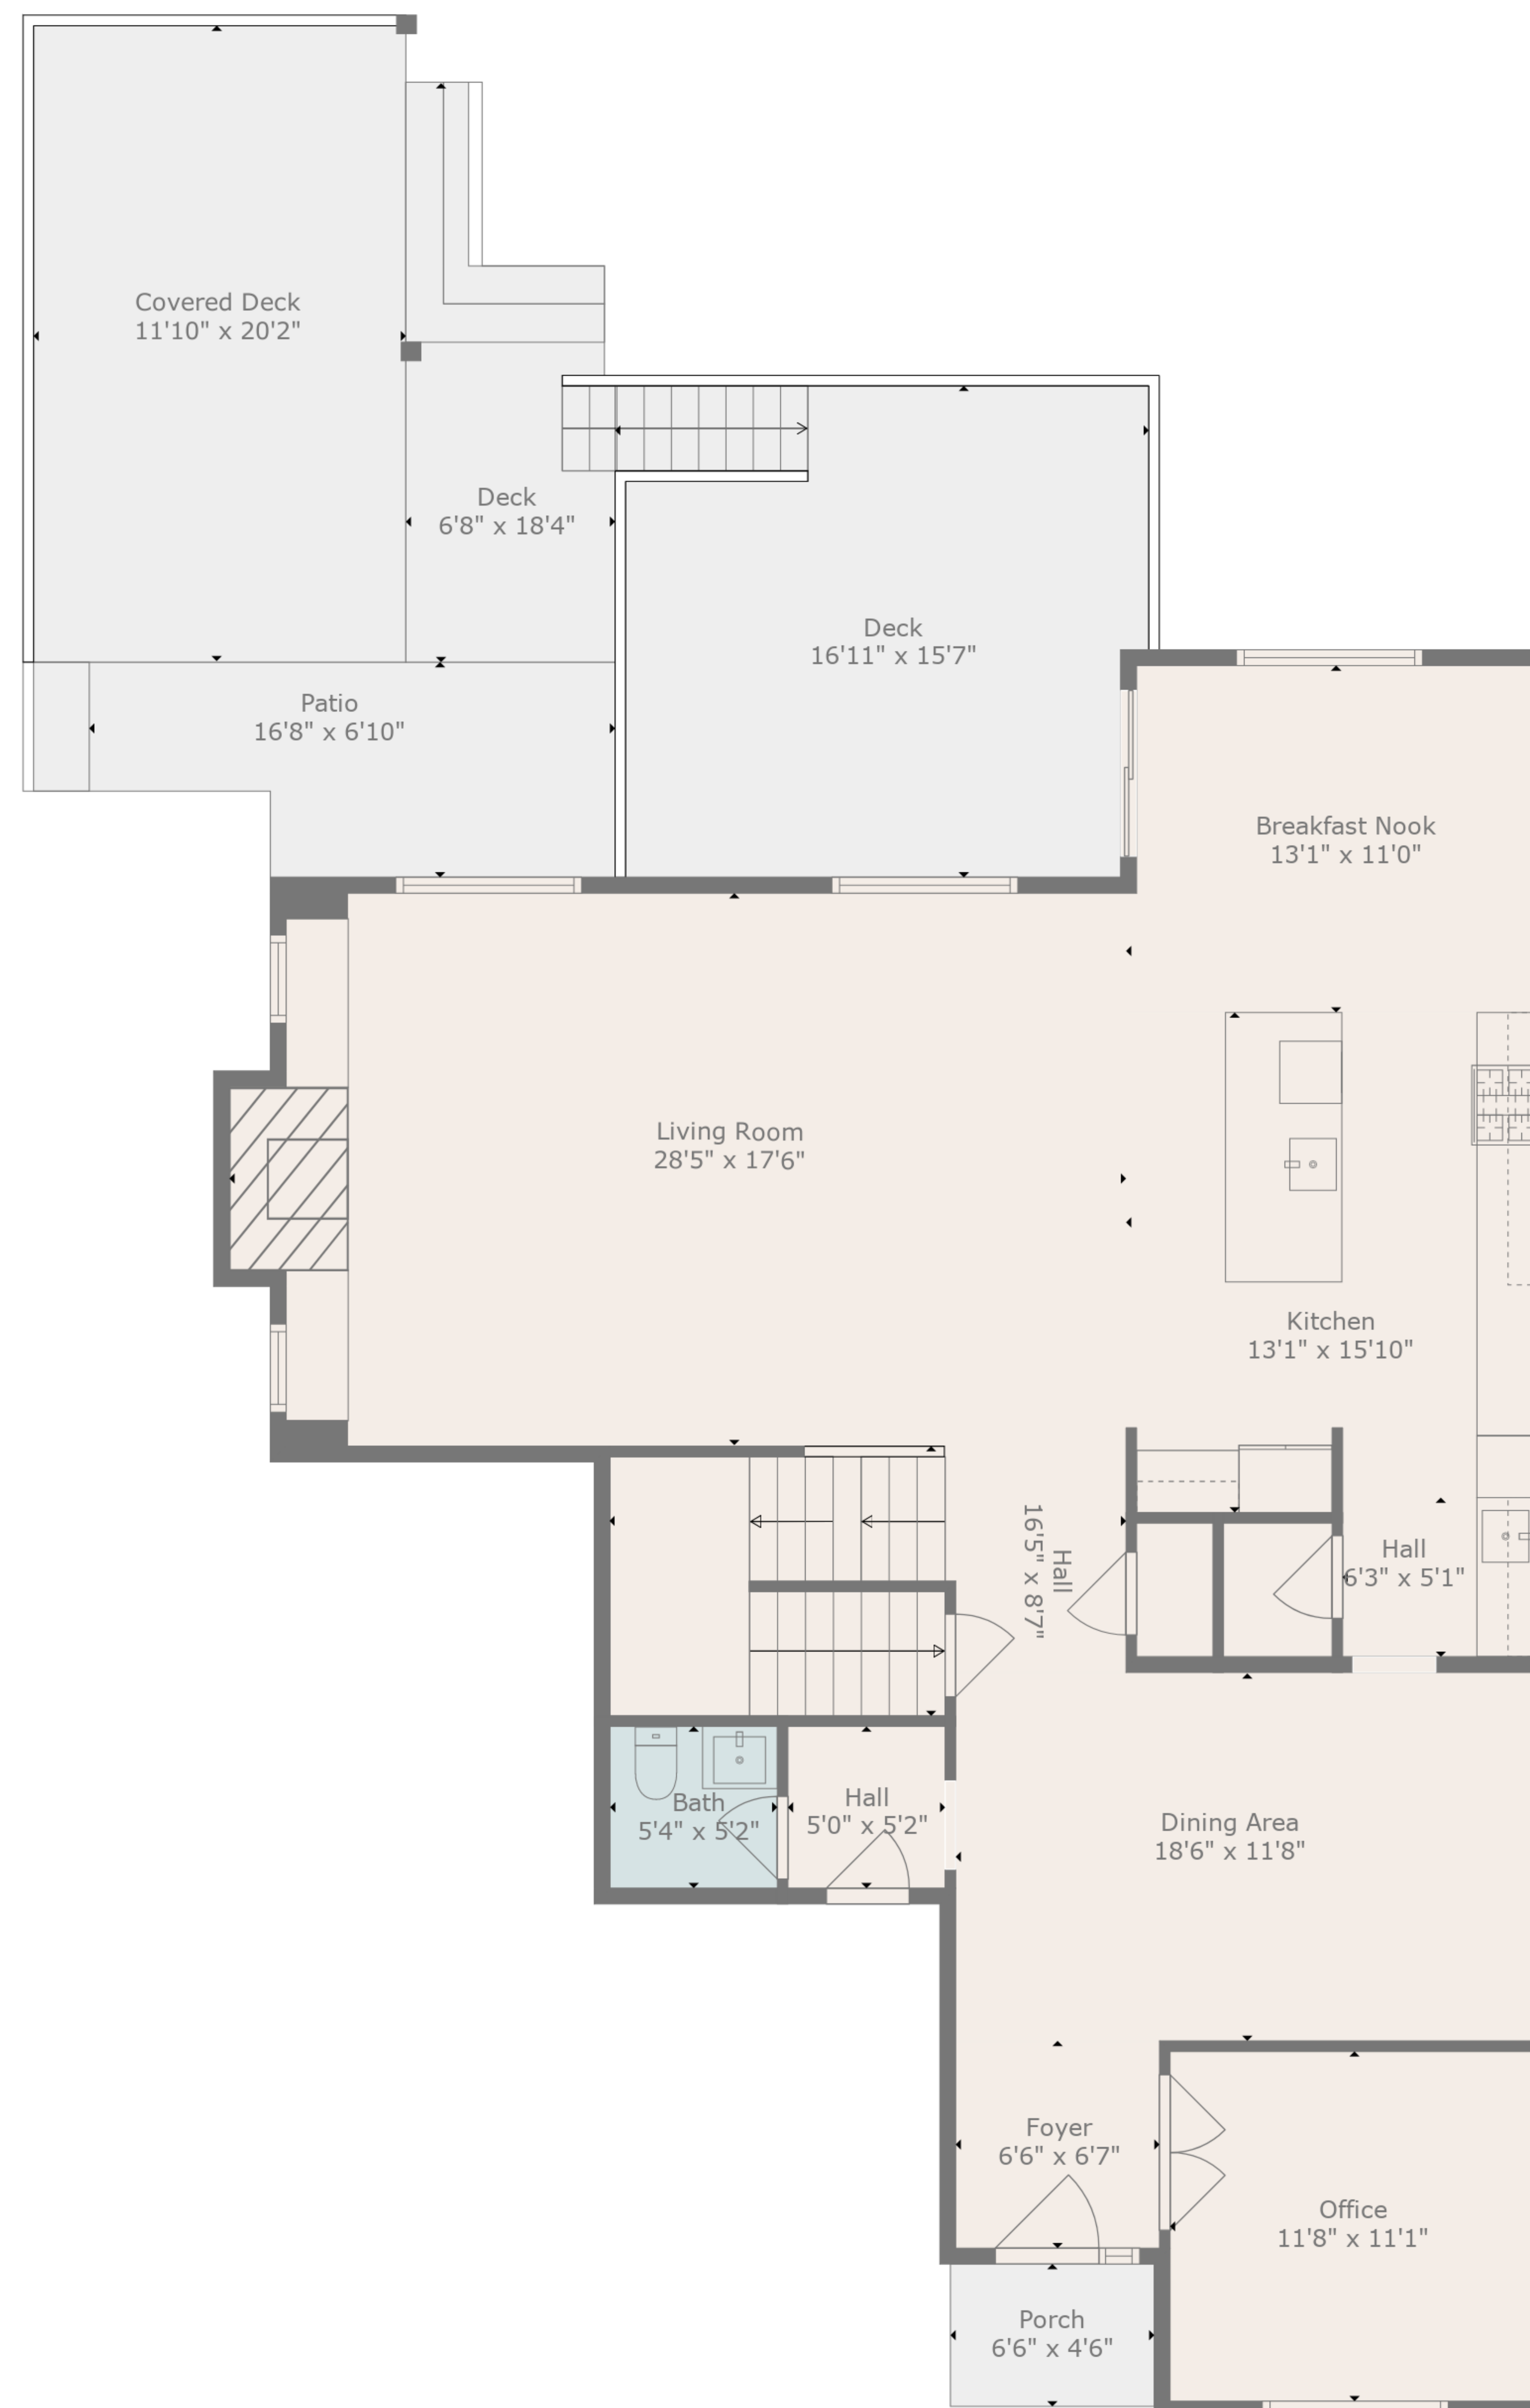 Covered Deck
11'10" x 20'2"
Deck
6'8" x 18'4"
Deck
16'11" x 15'7"
Patio
16'8" x 6'10"
Breakfast Nook
13'1" x 11'0"
Living Room
28'5" x 17'6"
Kitchen
13'1" x 15'10"
Hall
16'5" x 8'7"
Hall
6'3" x 5'1"
Bath
5'4" x 5'2"
Hall
5'0" x 5'2"
Dining Area
18'6" x 11'8"
Foyer
6'6" x 6'7"
Office
11'8" x 11'1"
Porch
6'6" x 4'6"